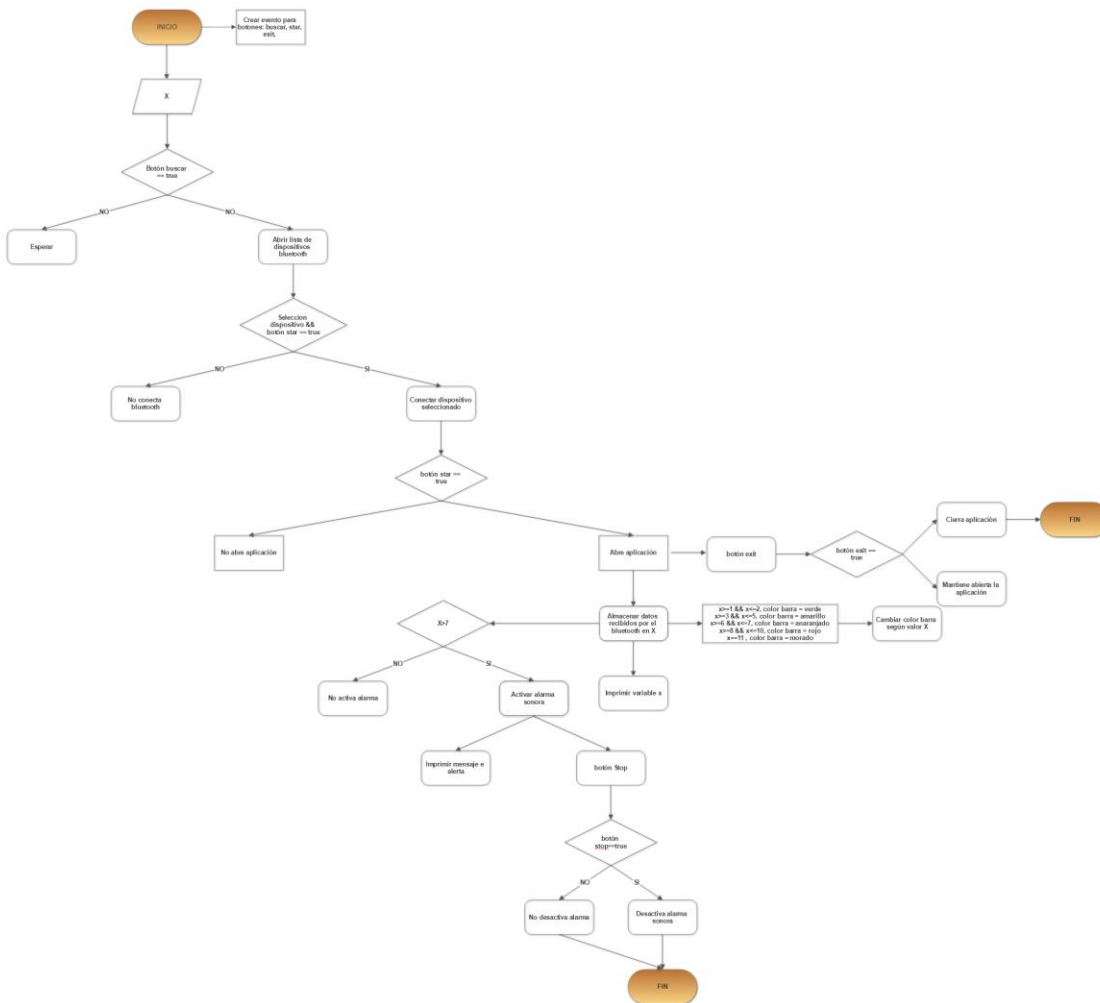 INICIO
Crear evento para
botones: buscar, star,
exit,
X
Botón buscar
== true
NO
NO
Esperar
Abrir lista de
dispositivos
bluetooth
Seleccion
dispositivo &&
botón star == true
NO
SI
No conecta
bluetooth
Conectar dispositivo
seleccionado
botón star ==
true
No abre aplicación
Abre aplicación
botón exit
botón exit ==
true
Cierra aplicación
FIN
Mantiene abierta la
aplicación
X>7
Almacenar datos
recibidos por el
bluetooth en X
x>=1 && x<=2, color barra = verde
x>=3 && x<=5, color barra = amarillo
x>=6 && x<=7, color barra = anaranjado
x>=8 && x<=10, color barra = rojo
x==11 , color barra = morado
Cambiar color barra
según valor X
NO
SI
No activa alarma
Activar alarma
sonora
Imprimir variable x
Imprimir mensaje e
alerta
botón Stop
botón
stop==true
NO
SI
No desactiva alarma
Desactiva alarma
sonora
FIN